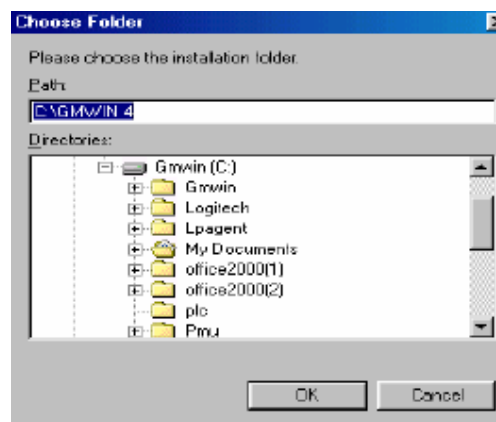 Choose Folder
Please choose the installation folder.
Path:
C:\GMWIN 4
Directories:
Gmwin (C:)
Gmwin
Logitech
Lpagent
My Documents
office2000(1)
office2000(2)
plc
Pmu
OK
Cancel